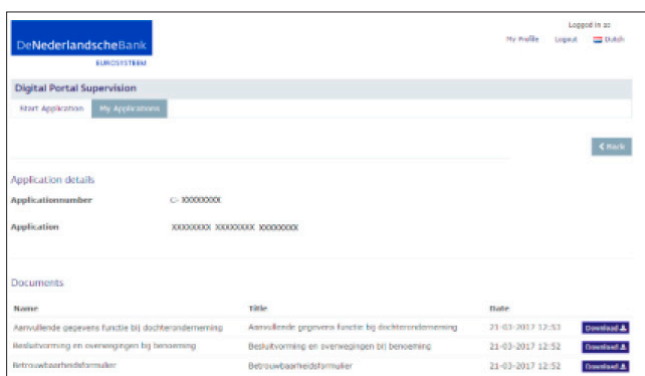 Logged in as
My Profile Logout Dutch
DeNederlandscheBank
EUROSYSTEEM
Digital Portal Supervision
Start Application My Applications
Back
Application details
Applicationnumber C- XXXXXXXX
Application XXXXXXXX XXXXXXXX XXXXXXXX
Documents
Name Title Date
Aanvullende gegevens functie bij dochteronderneming Aanvullende gegevens functie bij dochteronderneming 21-03-2017 12:53 Download
Besluitvorming en overwegingen bij benoeming Besluitvorming en overwegingen bij benoeming 21-03-2017 12:52 Download
Betrouwbaarheidsformulier Betrouwbaarheidsformulier 21-03-2017 12:52 Download